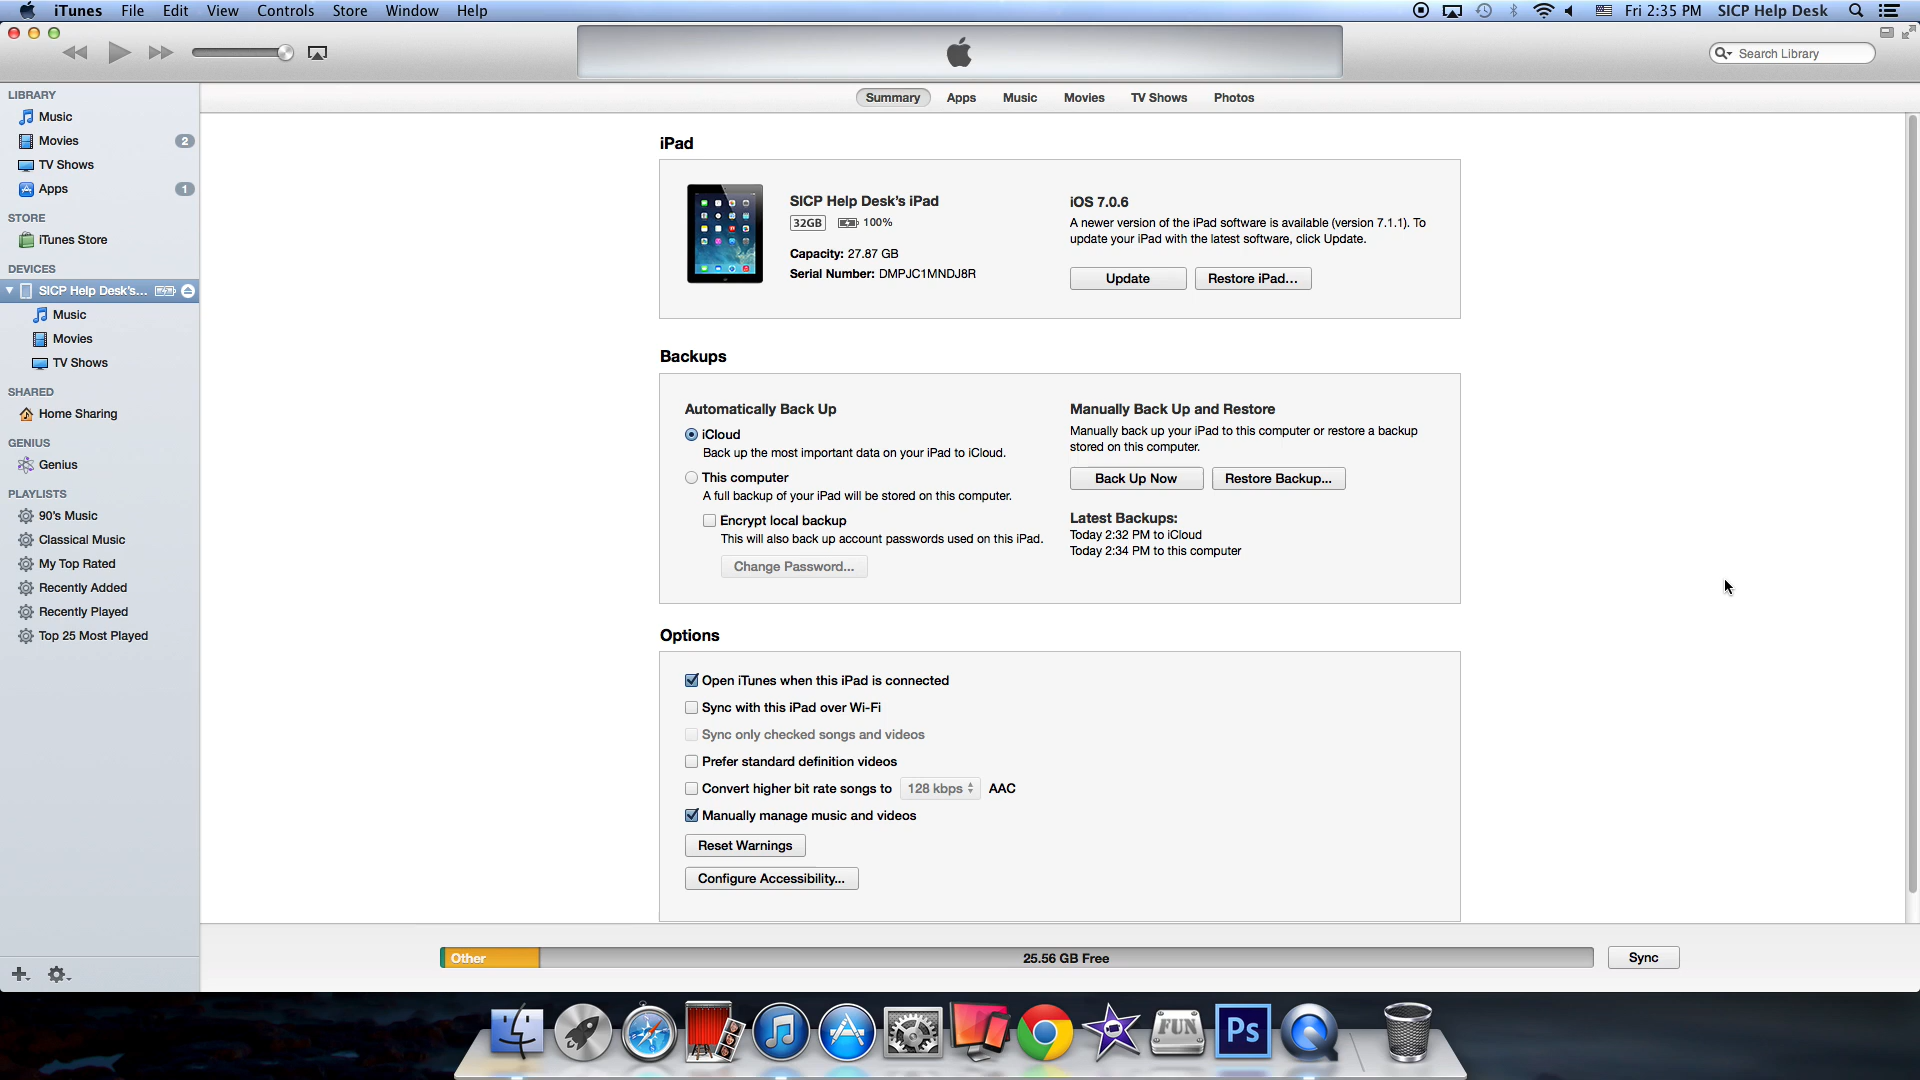 iTunes File Edit View Controls Store Window Help
Fri 2:35 PM SICP Help Desk
Search Library
LIBRARY
Music
Movies 2
TV Shows
Apps 1
STORE
iTunes Store
DEVICES
SICP Help Desk's...
Music
Movies
TV Shows
SHARED
Home Sharing
GENIUS
Genius
PLAYLISTS
90's Music
Classical Music
My Top Rated
Recently Added
Recently Played
Top 25 Most Played
Summary Apps Music Movies TV Shows Photos
iPad
SICP Help Desk's iPad
32GB 100%
Capacity: 27.87 GB
Serial Number: DMPJC1MNDJ8R
iOS 7.0.6
A newer version of the iPad software is available (version 7.1.1). To
update your iPad with the latest software, click Update.
Update Restore iPad...
Backups
Automatically Back Up
iCloud
Back up the most important data on your iPad to iCloud.
This computer
A full backup of your iPad will be stored on this computer.
Encrypt local backup
This will also back up account passwords used on this iPad.
Change Password...
Manually Back Up and Restore
Manually back up your iPad to this computer or restore a backup
stored on this computer.
Back Up Now Restore Backup...
Latest Backups:
Today 2:32 PM to iCloud
Today 2:34 PM to this computer
Options
Open iTunes when this iPad is connected
Sync with this iPad over Wi-Fi
Sync only checked songs and videos
Prefer standard definition videos
Convert higher bit rate songs to 128 kbps AAC
Manually manage music and videos
Reset Warnings
Configure Accessibility...
Other 25.56 GB Free Sync
FUN Ps